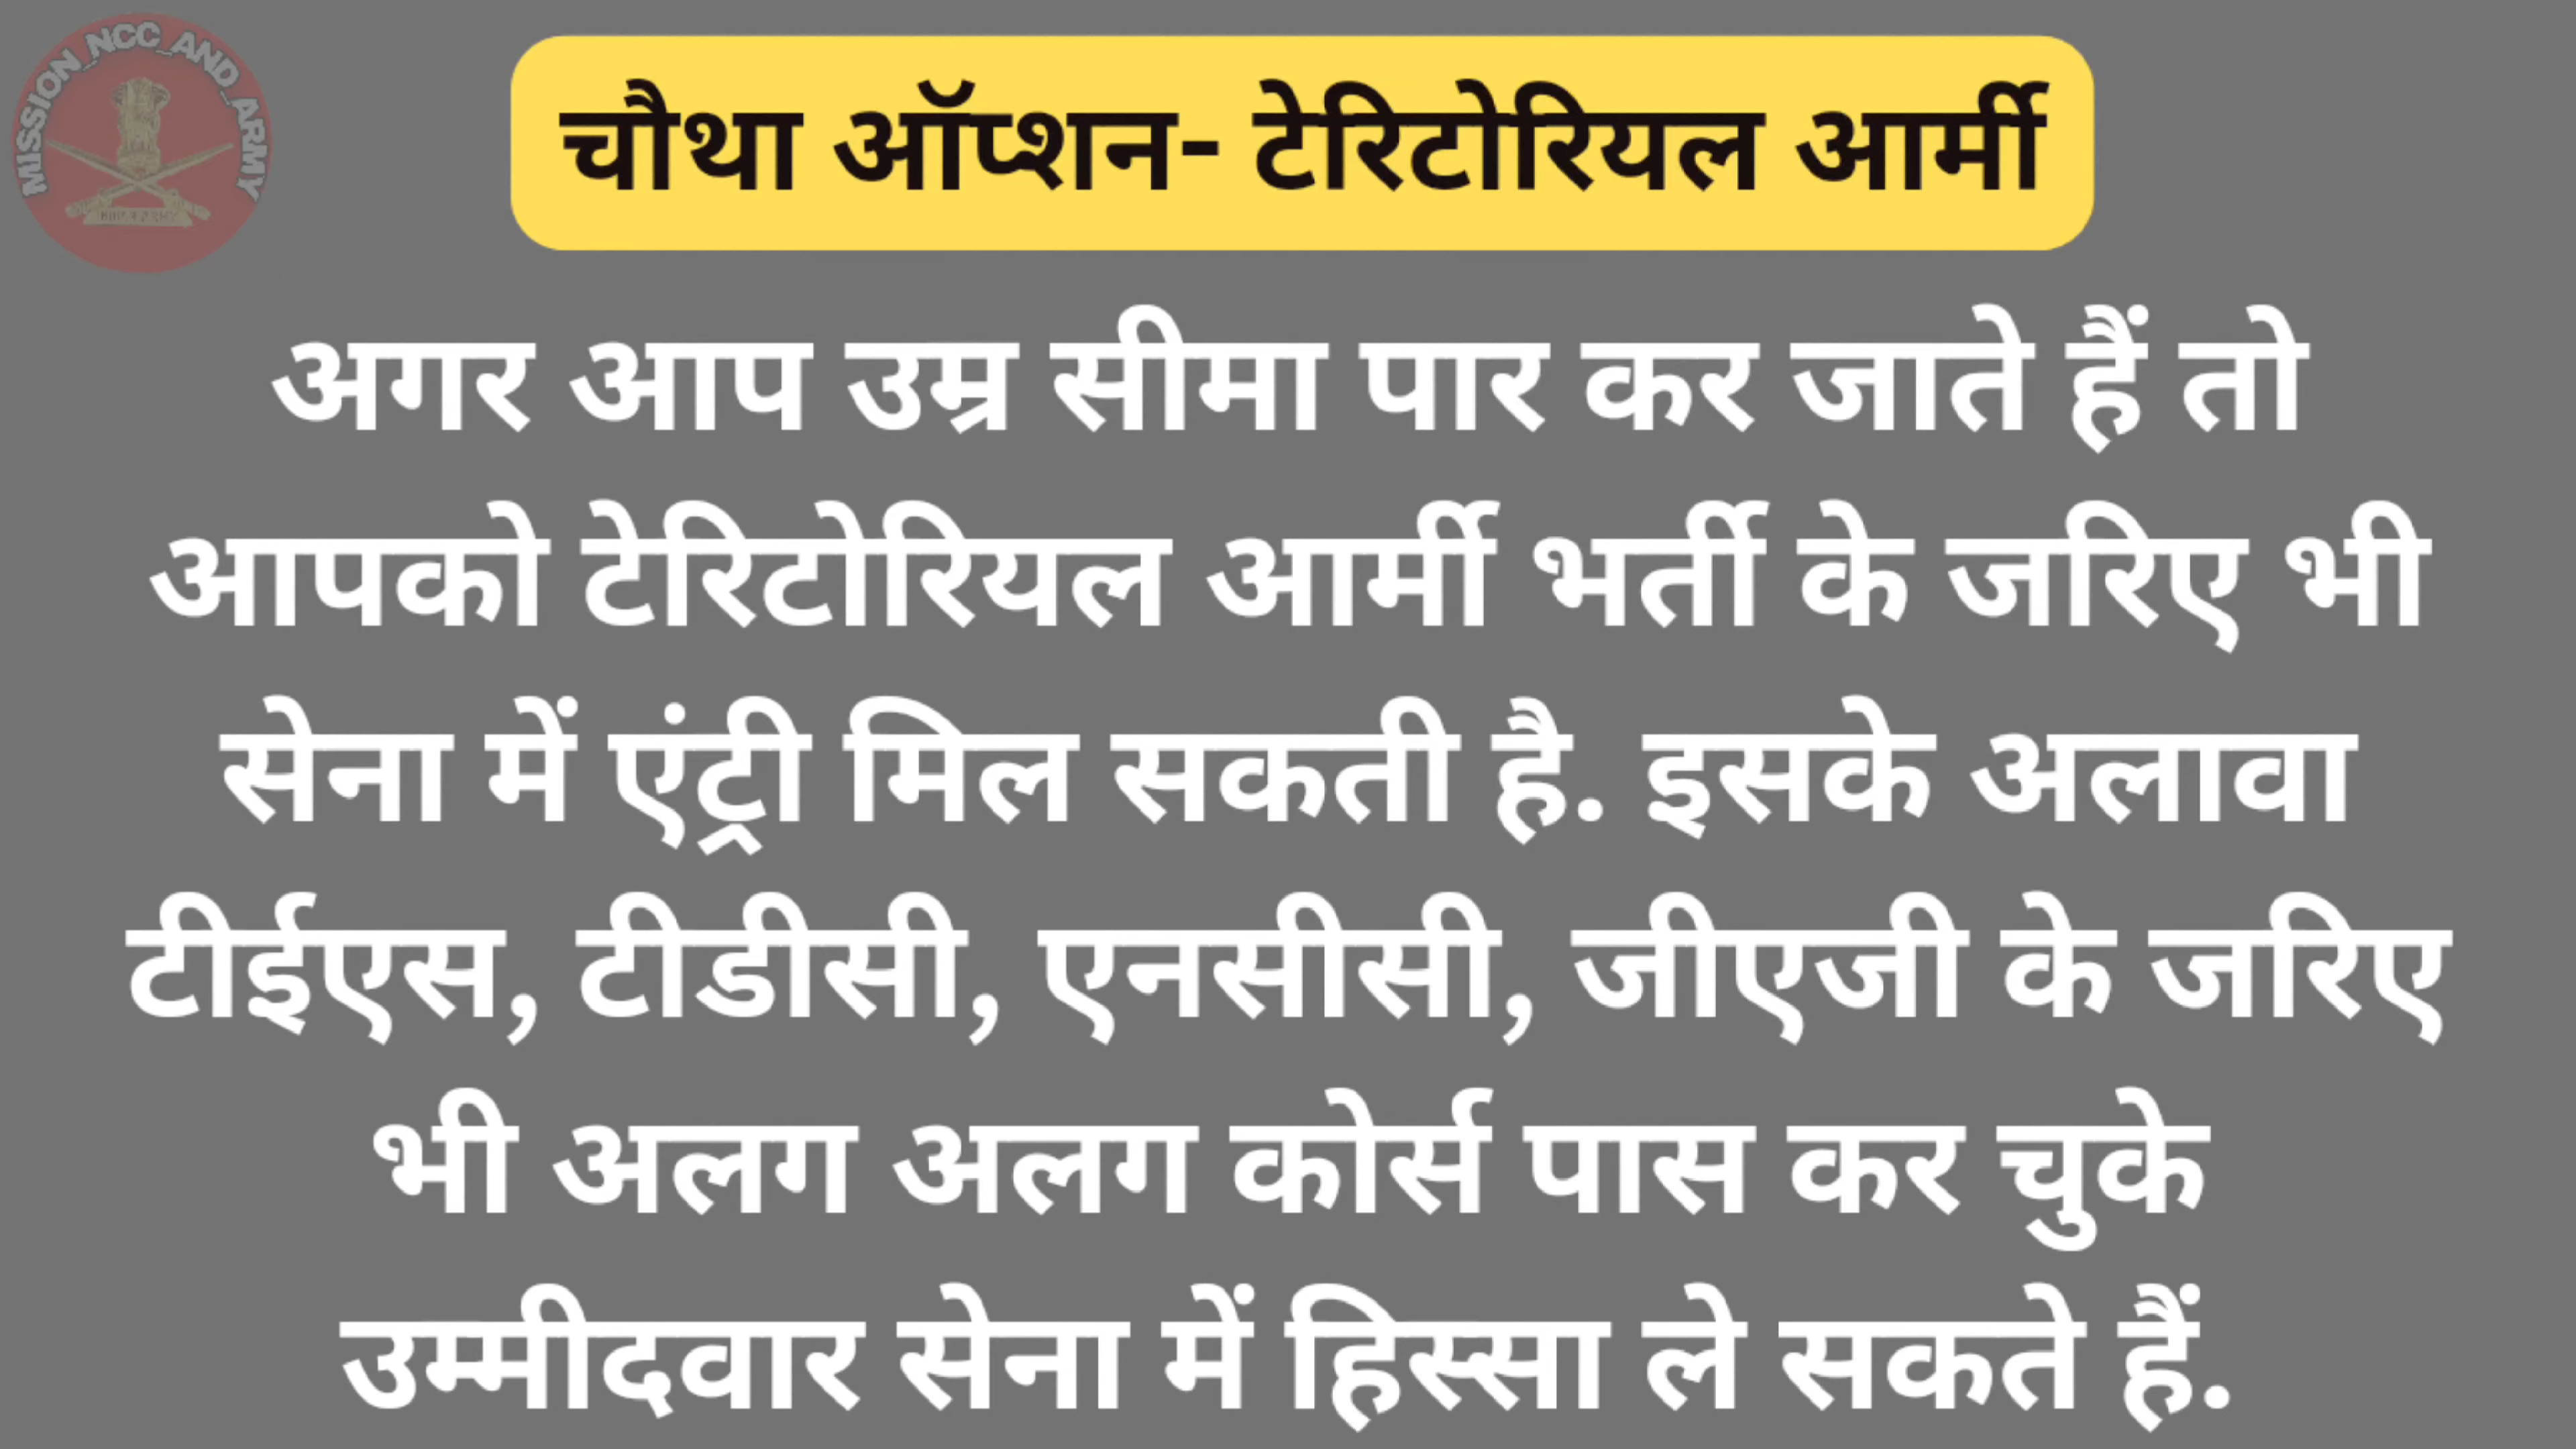 MISSION_NCC_AND_ARMY
चौथा ऑप्शन- टेरिटोरियल आर्मी
अगर आप उम्र सीमा पार कर जाते हैं तो
आपको टेरिटोरियल आर्मी भर्ती के जरिए भी
सेना में एंट्री मिल सकती है. इसके अलावा
टीईएस, टीडीसी, एनसीसी, जीएजी के जरिए
भी अलग अलग कोर्स पास कर चुके
उम्मीदवार सेना में हिस्सा ले सकते हैं.